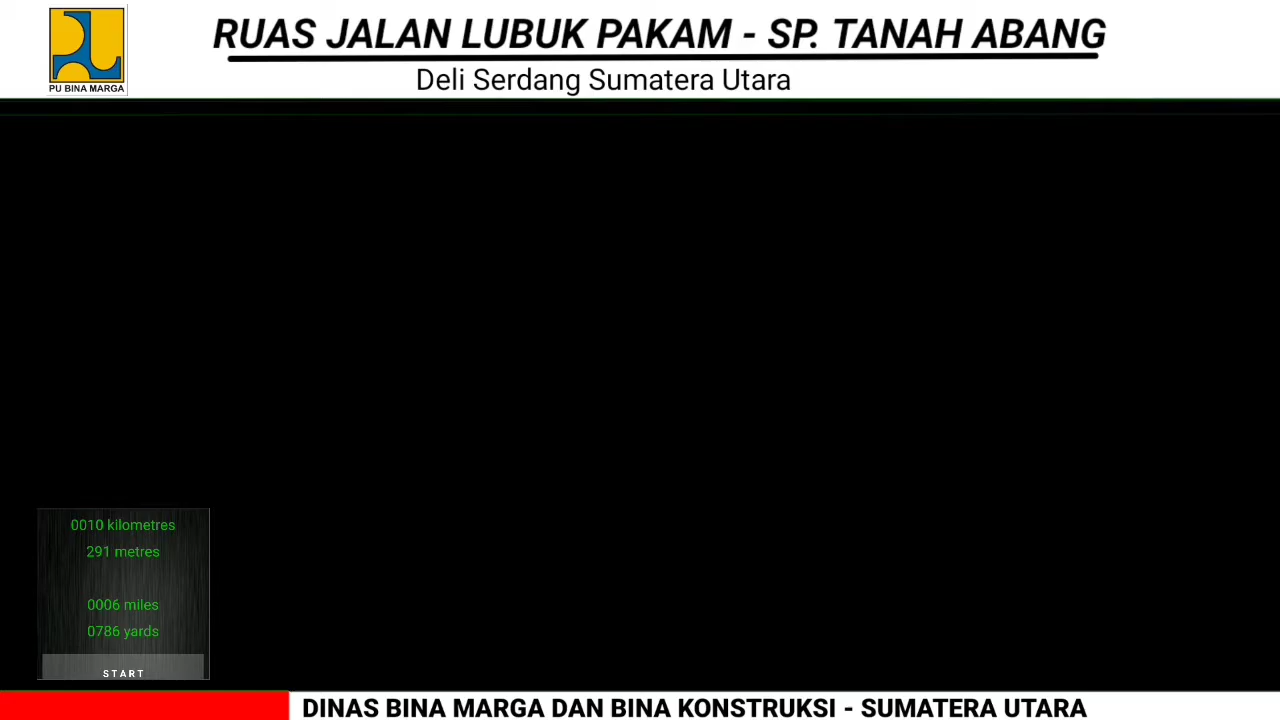 RUAS JALAN LUBUK PAKAM - SP. TANAH ABANG
Deli Serdang Sumatera Utara
PU BINA MARGA
0010 kilometres
291 metres
0006 miles
0786 yards
START
DINAS BINA MARGA DAN BINA KONSTRUKSI - SUMATERA UTARA